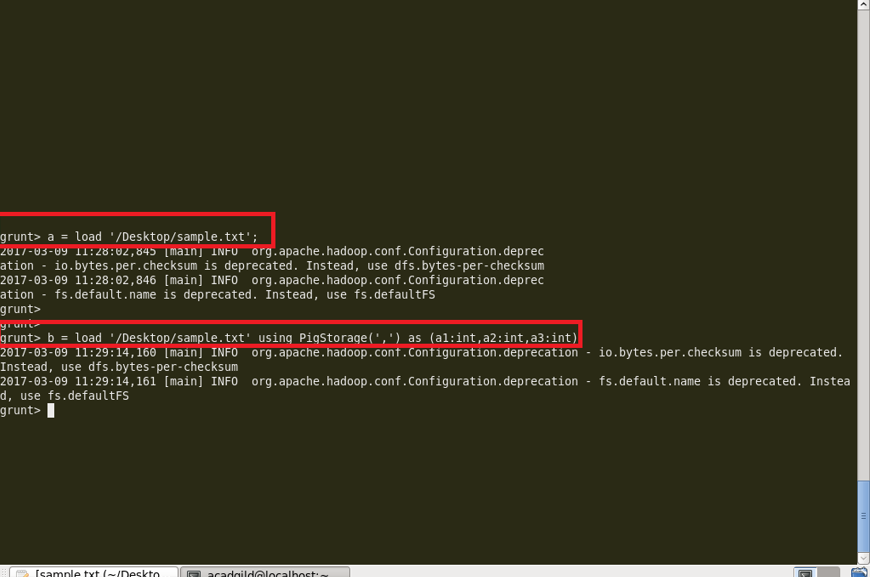 grunt> a = load '/Desktop/sample.txt';
2017-03-09 11:28:02,845 [main] INFO  org.apache.hadoop.conf.Configuration.deprec
ation - io.bytes.per.checksum is deprecated. Instead, use dfs.bytes-per-checksum
2017-03-09 11:28:02,846 [main] INFO  org.apache.hadoop.conf.Configuration.deprec
ation - fs.default.name is deprecated. Instead, use fs.defaultFS
grunt>
grunt>
grunt> b = load '/Desktop/sample.txt' using PigStorage(',') as (a1:int,a2:int,a3:int)
2017-03-09 11:29:14,160 [main] INFO  org.apache.hadoop.conf.Configuration.deprecation - io.bytes.per.checksum is deprecated.
Instead, use dfs.bytes-per-checksum
2017-03-09 11:29:14,161 [main] INFO  org.apache.hadoop.conf.Configuration.deprecation - fs.default.name is deprecated. Instea
d, use fs.defaultFS
grunt>
[sample.txt (~/Deskto... acadgild@localhost:~